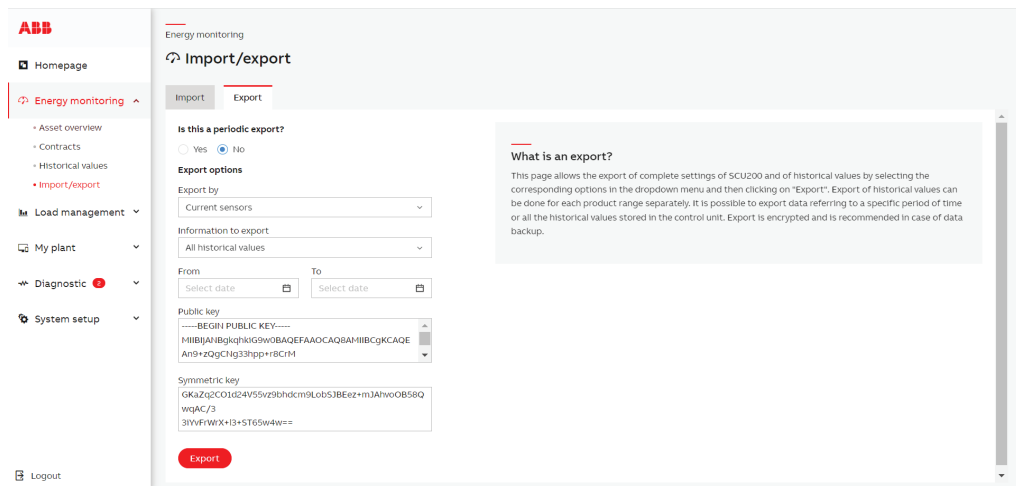 ABB
Homepage
Energy monitoring
Asset overview
Contracts
Historical values
Import/export
Load management
My plant
Diagnostic 2
System setup
Logout
Energy monitoring
Import/export
Import Export
Is this a periodic export?
Yes No
Export options
Export by
Current sensors
Information to export
All historical values
From To
Select date Select date
Public key
-----BEGIN PUBLIC KEY-----
MIIBIjANBgkqhkiG9w0BAQEFAAOCAQ8AMIIBCgKCAQE
An9+zQgCNg33hpp+r8CrM
Symmetric key
GKaZq2CO1d24V55vz9bhdcm9LobSJBEez+mJAhvoOB58Q
wqAC/3
3IYvFrWrX+l3+ST65w4w==
Export
What is an export?
This page allows the export of complete settings of SCU200 and of historical values by selecting the
corresponding options in the dropdown menu and then clicking on "Export". Export of historical values can
be done for each product range separately. It is possible to export data referring to a specific period of time
or all the historical values stored in the control unit. Export is encrypted and is recommended in case of data
backup.